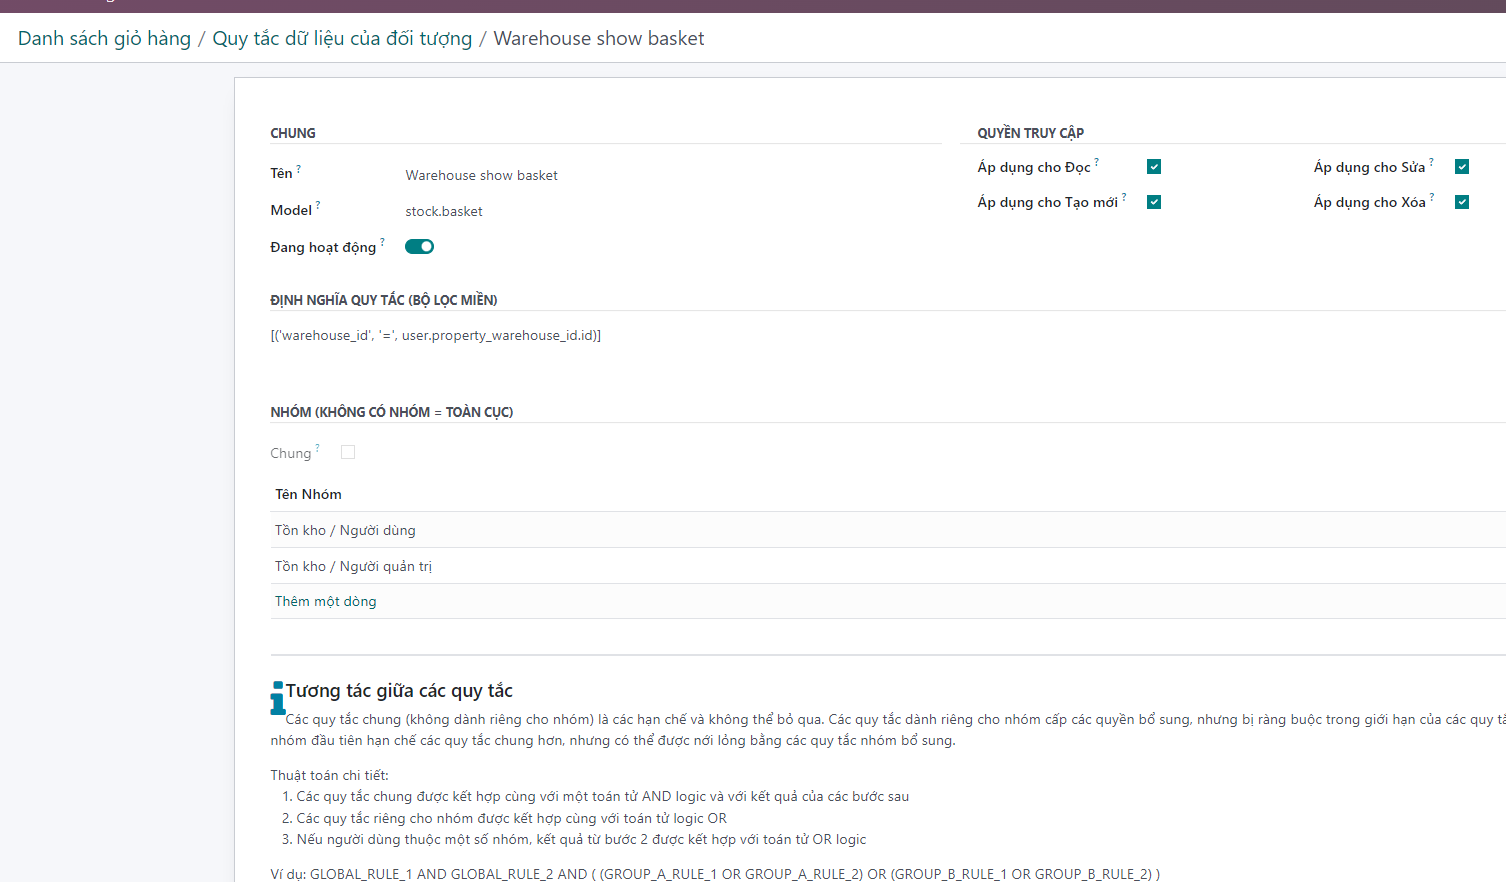 Danh sách giỏ hàng / Quy tắc dữ liệu của đối tượng / Warehouse show basket
CHUNG
QUYỀN TRUY CẬP
Tên ?
Warehouse show basket
Áp dụng cho Đọc ?
Áp dụng cho Sửa ?
Model ?
stock.basket
Áp dụng cho Tạo mới ?
Áp dụng cho Xóa ?
Đang hoạt động ?
ĐỊNH NGHĨA QUY TẮC (BỘ LỌC MIỀN)
[('warehouse_id', '=', user.property_warehouse_id.id)]
NHÓM (KHÔNG CÓ NHÓM = TOÀN CỤC)
Chung ?
Tên Nhóm
Tồn kho / Người dùng
Tồn kho / Người quản trị
Thêm một dòng
Tương tác giữa các quy tắc
Các quy tắc chung (không dành riêng cho nhóm) là các hạn chế và không thể bỏ qua. Các quy tắc dành riêng cho nhóm cấp các quyền bổ sung, nhưng bị ràng buộc trong giới hạn của các quy
nhóm đầu tiên hạn chế các quy tắc chung hơn, nhưng có thể được nới lỏng bằng các quy tắc nhóm bổ sung.
Thuật toán chi tiết:
1. Các quy tắc chung được kết hợp cùng với một toán tử AND logic và với kết quả của các bước sau
2. Các quy tắc riêng cho nhóm được kết hợp cùng với toán tử logic OR
3. Nếu người dùng thuộc một số nhóm, kết quả từ bước 2 được kết hợp với toán tử OR logic
Ví dụ: GLOBAL_RULE_1 AND GLOBAL_RULE_2 AND ( (GROUP_A_RULE_1 OR GROUP_A_RULE_2) OR (GROUP_B_RULE_1 OR GROUP_B_RULE_2) )